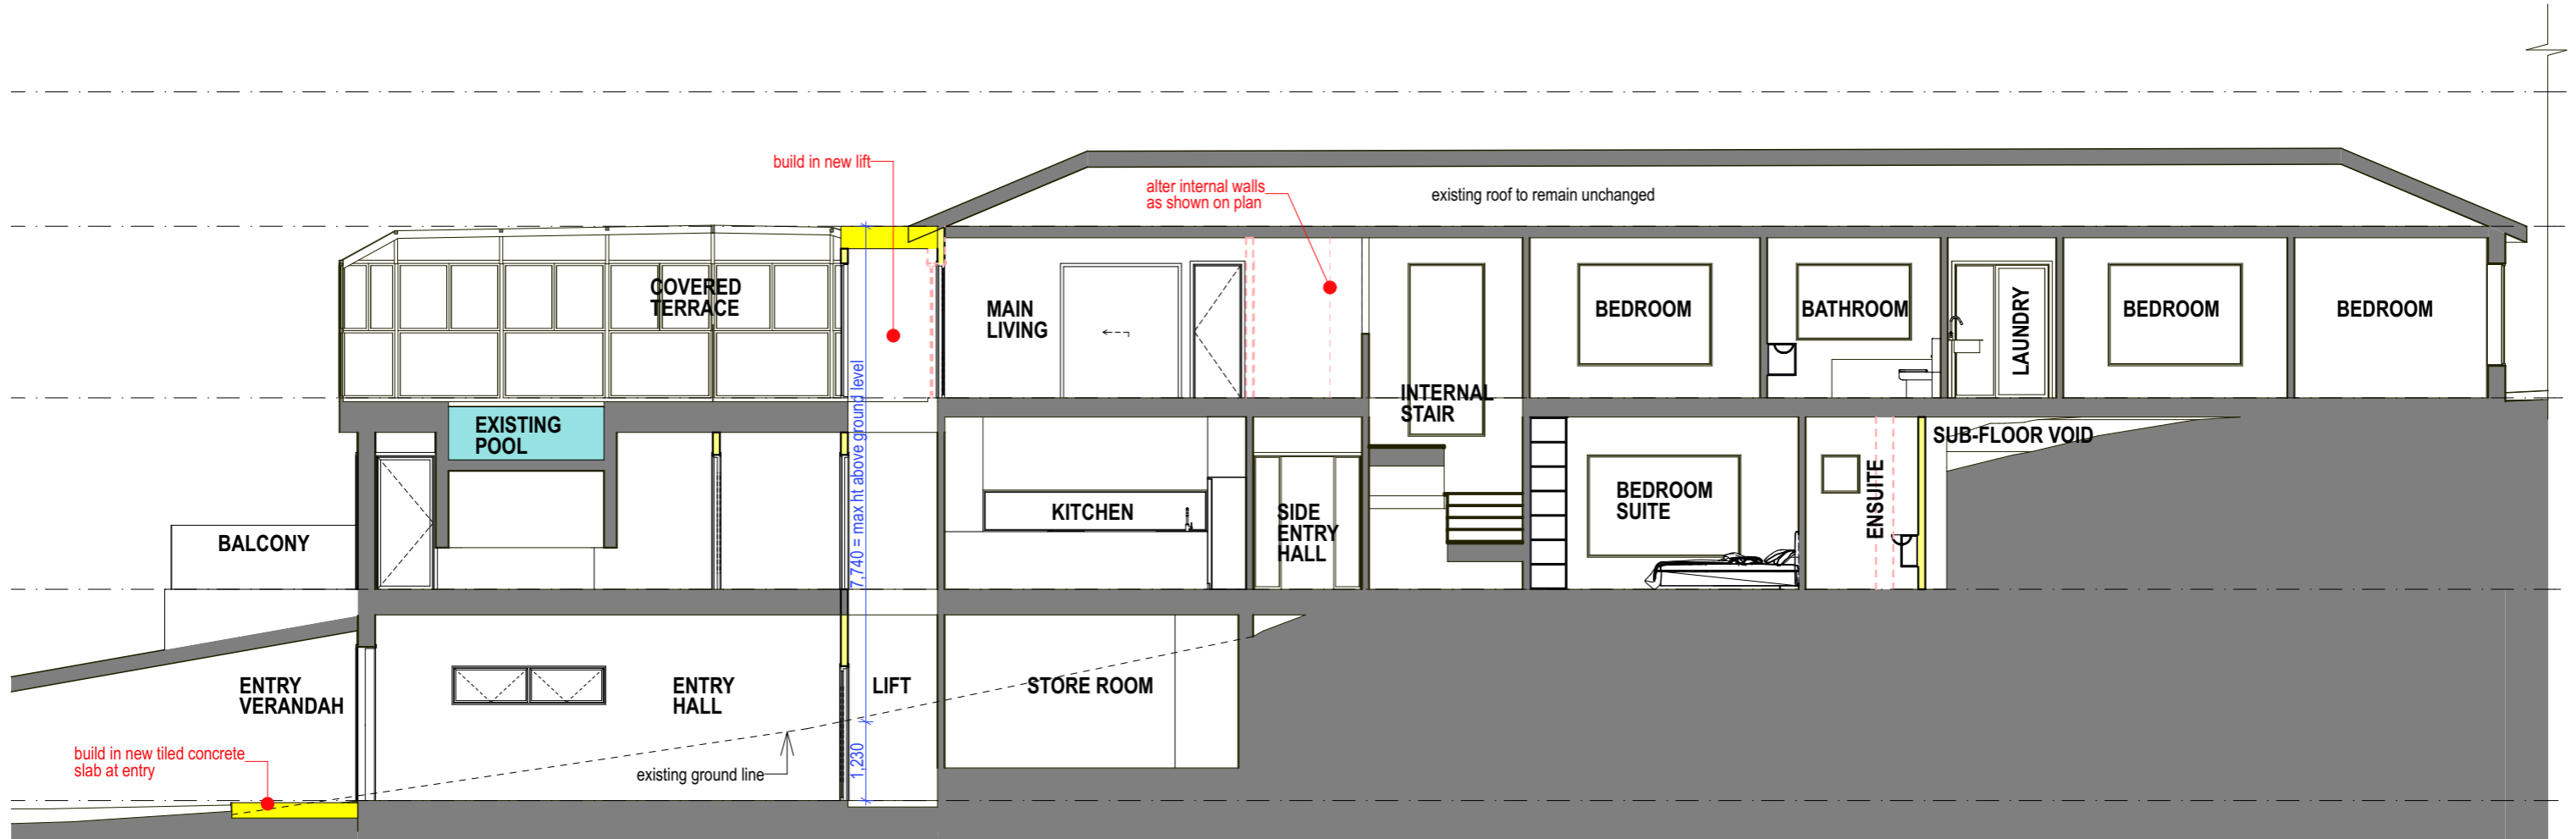 build in new lift
alter internal walls
as shown on plan
existing roof to remain unchanged
COVERED
TERRACE
MAIN
LIVING
BEDROOM
BATHROOM
LAUNDRY
BEDROOM
BEDROOM
INTERNAL
STAIR
EXISTING
POOL
7,740 = max ht above ground level
SUB-FLOOR VOID
BALCONY
KITCHEN
SIDE
ENTRY
HALL
BEDROOM
SUITE
ENSUITE
ENTRY
VERANDAH
ENTRY
HALL
LIFT
STORE ROOM
build in new tiled concrete
slab at entry
existing ground line
1,230